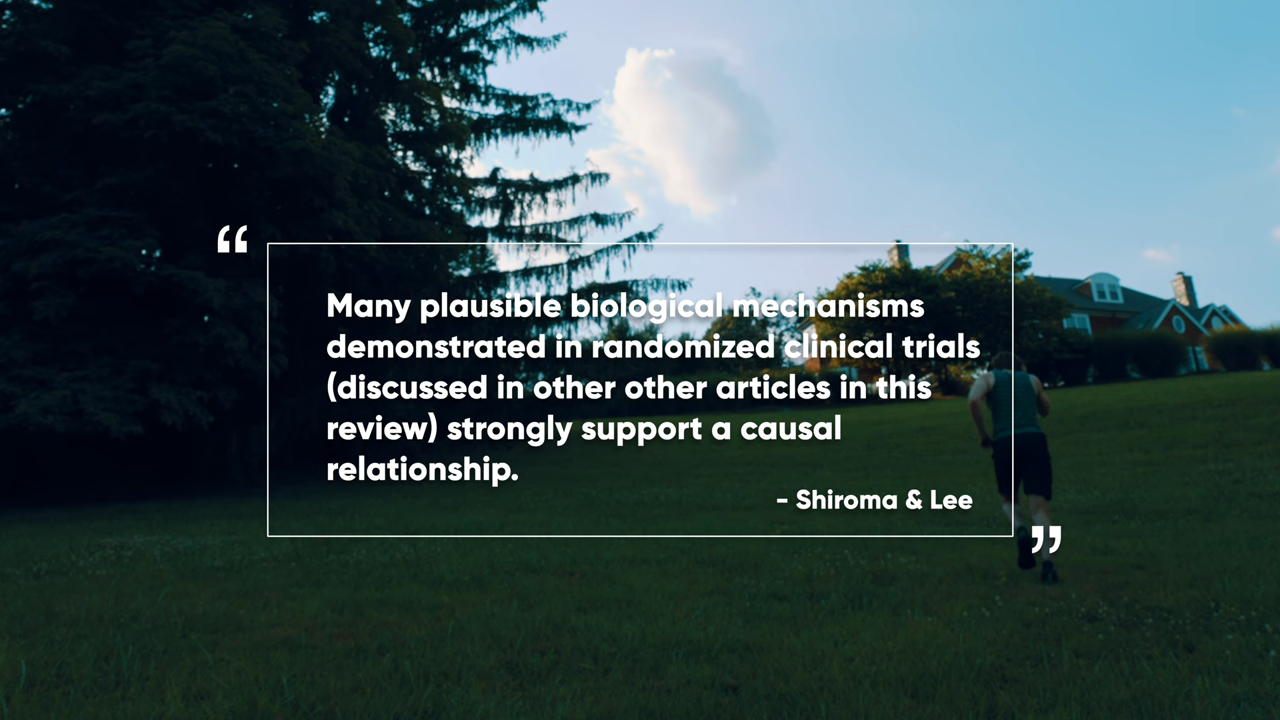 “
Many plausible biological mechanisms
demonstrated in randomized clinical trials
(discussed in other other articles in this
review) strongly support a causal
relationship.
- Shiroma & Lee
”